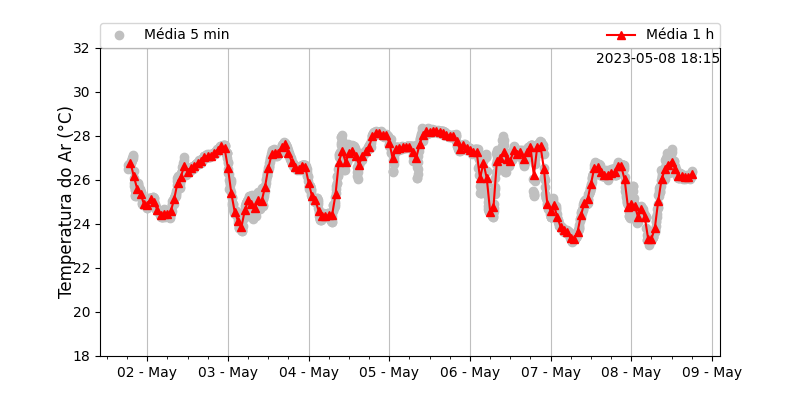 Média 5 min
Média 1 h
2023-05-08 18:15
Temperatura do Ar (°C)
32
30
28
26
24
22
20
18
02 - May
03 - May
04 - May
05 - May
06 - May
07 - May
08 - May
09 - May